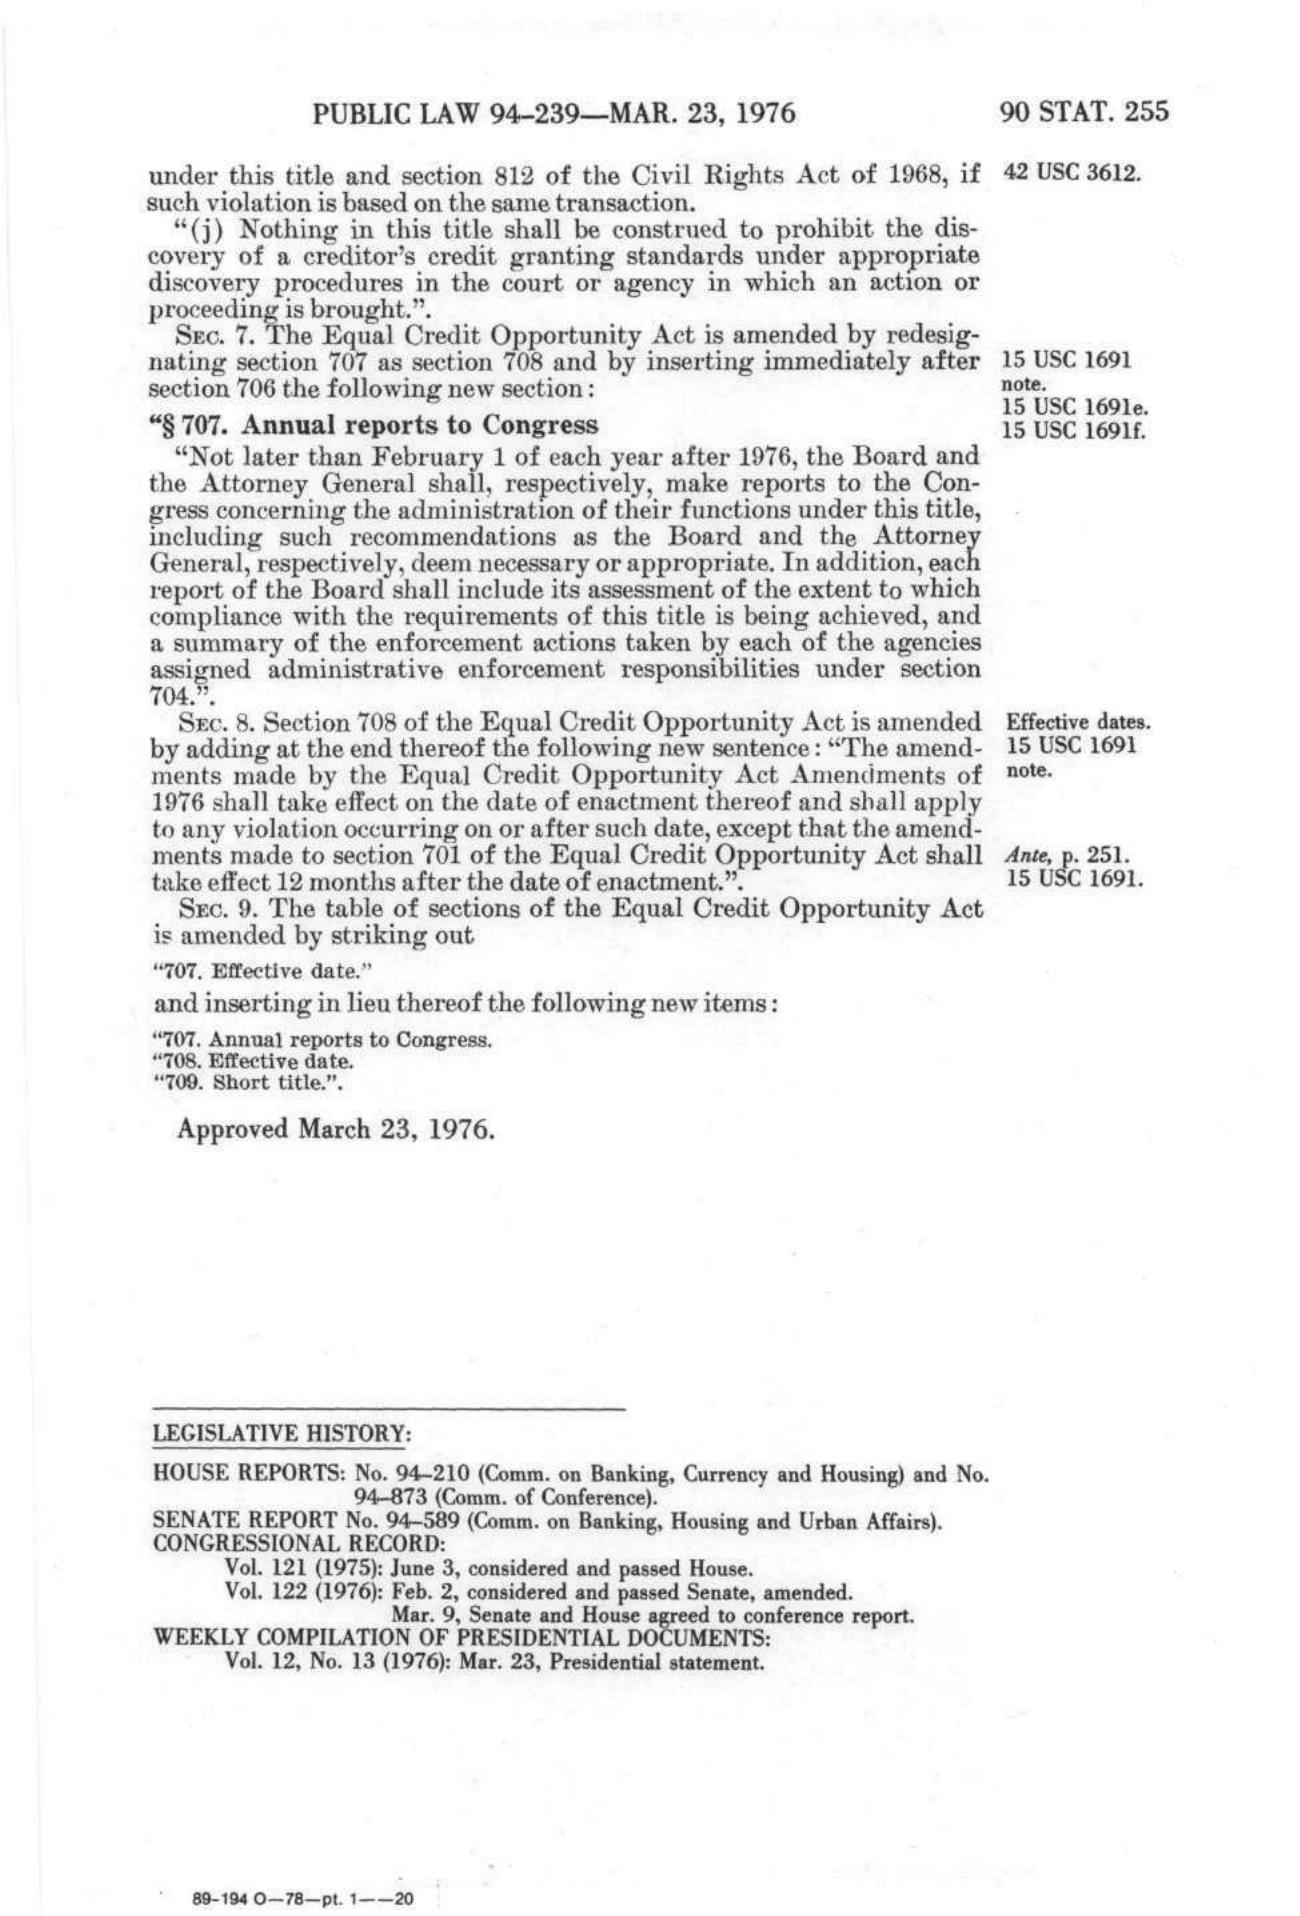 PUBLIC LAW 94–239—MAR. 23, 1976
90 STAT. 255
under this title and section 812 of the Civil Rights Act of 1968, if
42 USC 3612.
such violation is based on the same transaction.
“(j) Nothing in this title shall be construed to prohibit the dis-
covery of a creditor’s credit granting standards under appropriate
discovery procedures in the court or agency in which an action or
proceeding is brought.”.
SEC. 7. The Equal Credit Opportunity Act is amended by redesig-
nating section 707 as section 708 and by inserting immediately after
section 706 the following new section:
15 USC 1691
note.
15 USC 1691e.
15 USC 1691f.
“§ 707. Annual reports to Congress
“Not later than February 1 of each year after 1976, the Board and
the Attorney General shall, respectively, make reports to the Con-
gress concerning the administration of their functions under this title,
including such recommendations as the Board and the Attorney
General, respectively, deem necessary or appropriate. In addition, each
report of the Board shall include its assessment of the extent to which
compliance with the requirements of this title is being achieved, and
a summary of the enforcement actions taken by each of the agencies
assigned administrative enforcement responsibilities under section
704.”.
SEC. 8. Section 708 of the Equal Credit Opportunity Act is amended
by adding at the end thereof the following new sentence: “The amend-
ments made by the Equal Credit Opportunity Act Amendments of
1976 shall take effect on the date of enactment thereof and shall apply
to any violation occurring on or after such date, except that the amend-
ments made to section 701 of the Equal Credit Opportunity Act shall
take effect 12 months after the date of enactment.”.
Effective dates.
15 USC 1691
note.
Ante, p. 251.
15 USC 1691.
SEC. 9. The table of sections of the Equal Credit Opportunity Act
is amended by striking out
“707. Effective date.”
and inserting in lieu thereof the following new items:
“707. Annual reports to Congress.
“708. Effective date.
“709. Short title.”.
Approved March 23, 1976.
LEGISLATIVE HISTORY:
HOUSE REPORTS: No. 94–210 (Comm. on Banking, Currency and Housing) and No.
94–873 (Comm. of Conference).
SENATE REPORT No. 94–589 (Comm. on Banking, Housing and Urban Affairs).
CONGRESSIONAL RECORD:
Vol. 121 (1975): June 3, considered and passed House.
Vol. 122 (1976): Feb. 2, considered and passed Senate, amended.
Mar. 9, Senate and House agreed to conference report.
WEEKLY COMPILATION OF PRESIDENTIAL DOCUMENTS:
Vol. 12, No. 13 (1976): Mar. 23, Presidential statement.
89-194 O—78—pt. 1——20